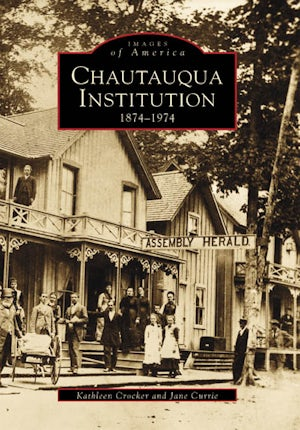 IMAGES
of America
CHAUTAUQUA
INSTITUTION
1874–1974
ASSEMBLY HERALD.
Kathleen Crocker and Jane Currie